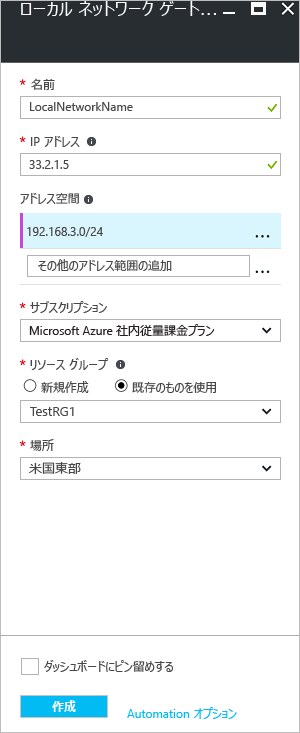 ローカル ネットワーク ゲート...
* 名前
LocalNetworkName
* IP アドレス
33.2.1.5
アドレス空間
192.168.3.0/24 ...
その他のアドレス範囲の追加 ...
* サブスクリプション
Microsoft Azure 社内従量課金プラン
* リソース グループ
新規作成 既存のものを使用
TestRG1
* 場所
米国東部
ダッシュボードにピン留めする
作成 Automation オプション